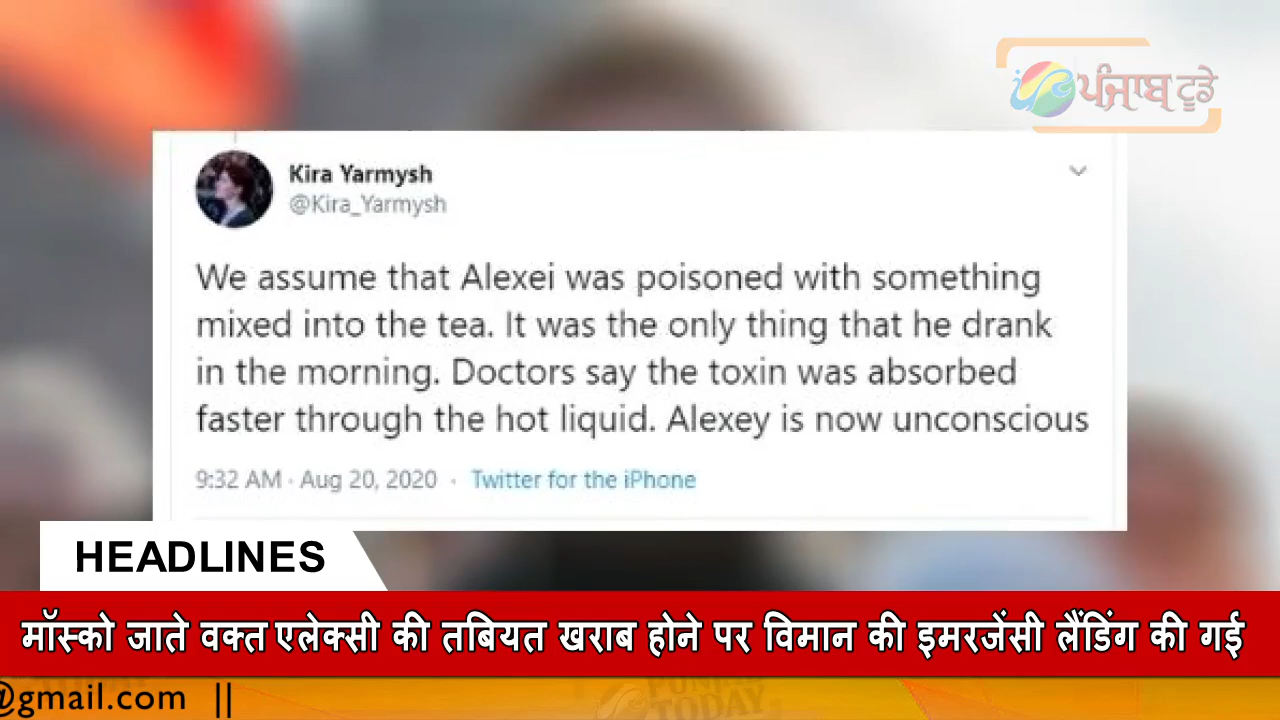 ਪੰਜਾਬ ਟੂਡੇ
Kira Yarmysh
@Kira_Yarmysh
We assume that Alexei was poisoned with something
mixed into the tea. It was the only thing that he drank
in the morning. Doctors say the toxin was absorbed
faster through the hot liquid. Alexey is now unconscious
9:32 AM · Aug 20, 2020 · Twitter for the iPhone
HEADLINES
मॉस्को जाते वक्त एलेक्सी की तबियत खराब होने पर विमान की इमरजेंसी लैंडिंग की गई
@gmail.com ||
TODAY